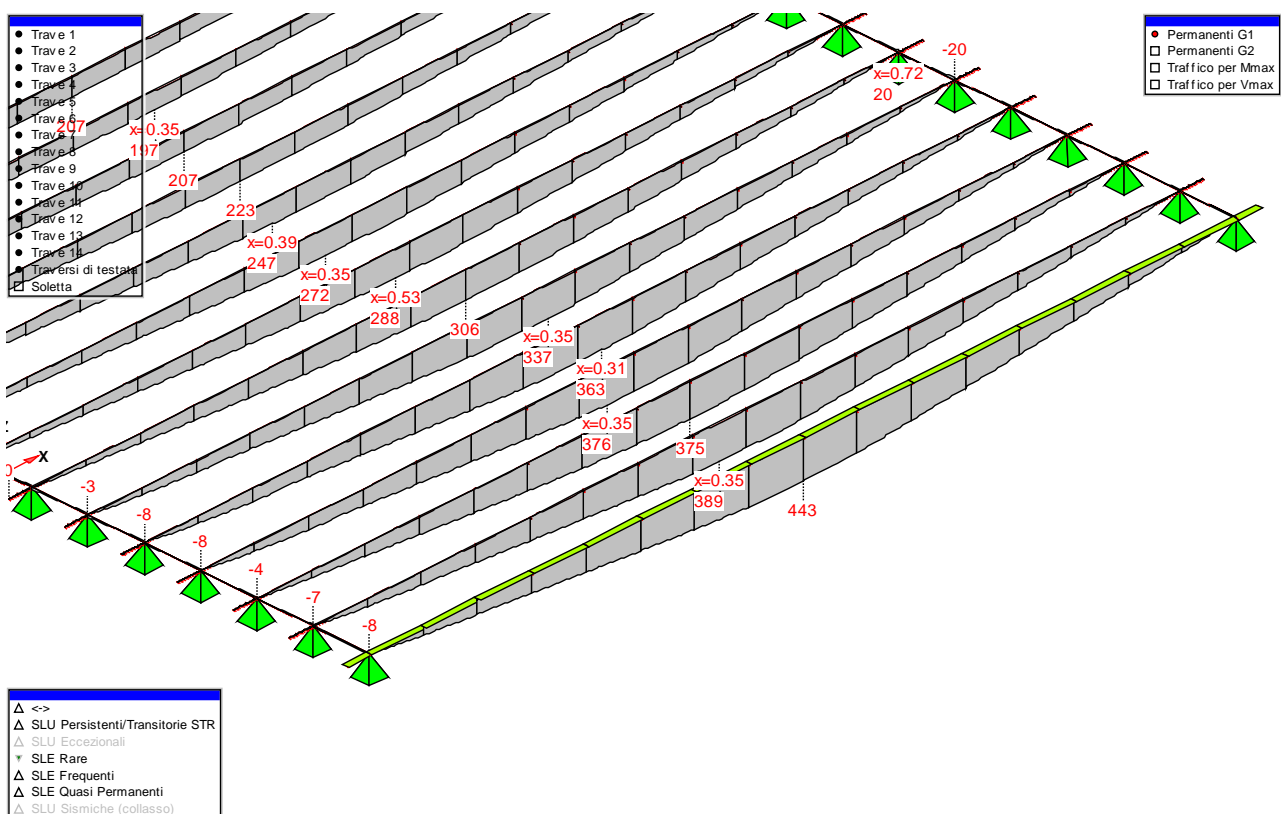 Trave 1
Trave 2
Trave 3
Trave 4
Trave 5
Trave 6
Trave 7
Trave 8
Trave 9
Trave 10
Trave 11
Trave 12
Trave 13
Trave 14
Traversi di testata
Soletta
Permanenti G1
Permanenti G2
Traffico per Mmax
Traffico per Vmax
-20
x=0.72
20
207
x=0.35
197
207
223
x=0.39
247
x=0.35
272
x=0.53
288
306
x=0.35
337
x=0.31
363
x=0.35
376
375
x=0.35
389
443
X
0
-3
-8
-8
-4
-7
-8
<->
SLU Persistenti/Transitorie STR
SLU Eccezionali
SLE Rare
SLE Frequenti
SLE Quasi Permanenti
SLU Sismiche (collasso)